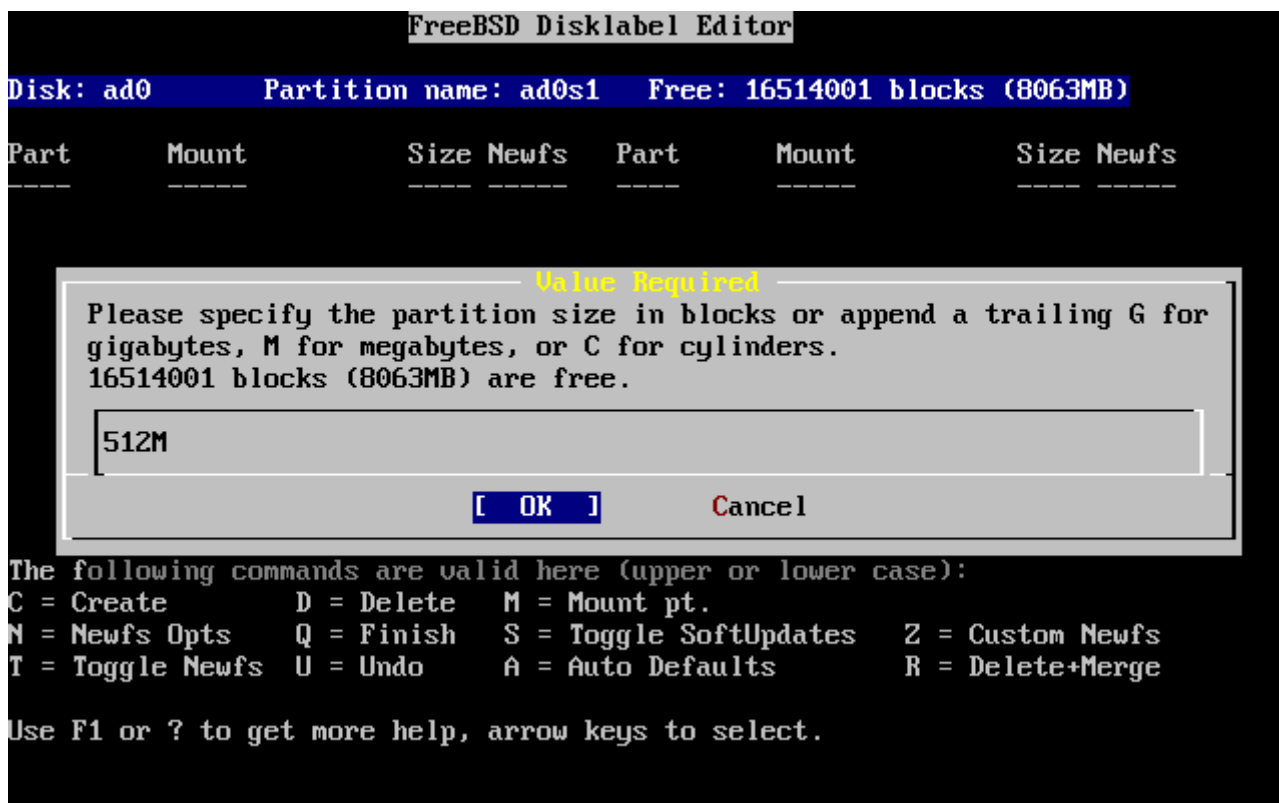 FreeBSD Disklabel Editor
Disk: ad0 Partition name: ad0s1 Free: 16514001 blocks (8063MB)
Part Mount Size Newfs Part Mount Size Newfs
---- ----- ---- ----- ---- ----- ---- -----
Value Required
Please specify the partition size in blocks or append a trailing G for
gigabytes, M for megabytes, or C for cylinders.
16514001 blocks (8063MB) are free.
512M
[ OK ] Cancel
The following commands are valid here (upper or lower case):
C = Create D = Delete M = Mount pt.
N = Newfs Opts Q = Finish S = Toggle SoftUpdates Z = Custom Newfs
T = Toggle Newfs U = Undo A = Auto Defaults R = Delete+Merge
Use F1 or ? to get more help, arrow keys to select.